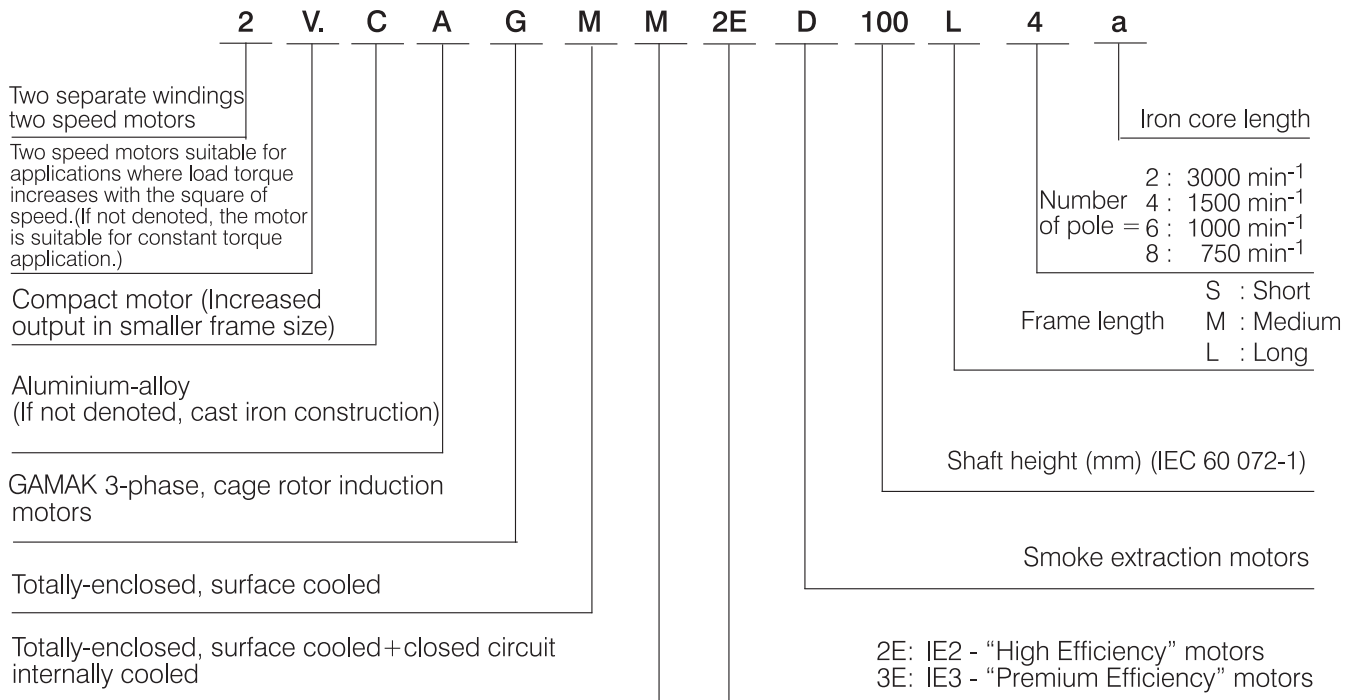 2 V. C A G M M 2E D 100 L 4 a
Two separate windings
two speed motors
Two speed motors suitable for
applications where load torque
increases with the square of
speed.(If not denoted, the motor
is suitable for constant torque
application.)
Compact motor (Increased
output in smaller frame size)
Aluminium-alloy
(If not denoted, cast iron construction)
GAMAK 3-phase, cage rotor induction
motors
Totally-enclosed, surface cooled
Totally-enclosed, surface cooled+closed circuit
internally cooled
Iron core length
2 : 3000 min-1
Number 4 : 1500 min-1
of pole = 6 : 1000 min-1
8 : 750 min-1
S : Short
Frame length M : Medium
L : Long
Shaft height (mm) (IEC 60 072-1)
Smoke extraction motors
2E: IE2 - “High Efficiency” motors
3E: IE3 - “Premium Efficiency” motors